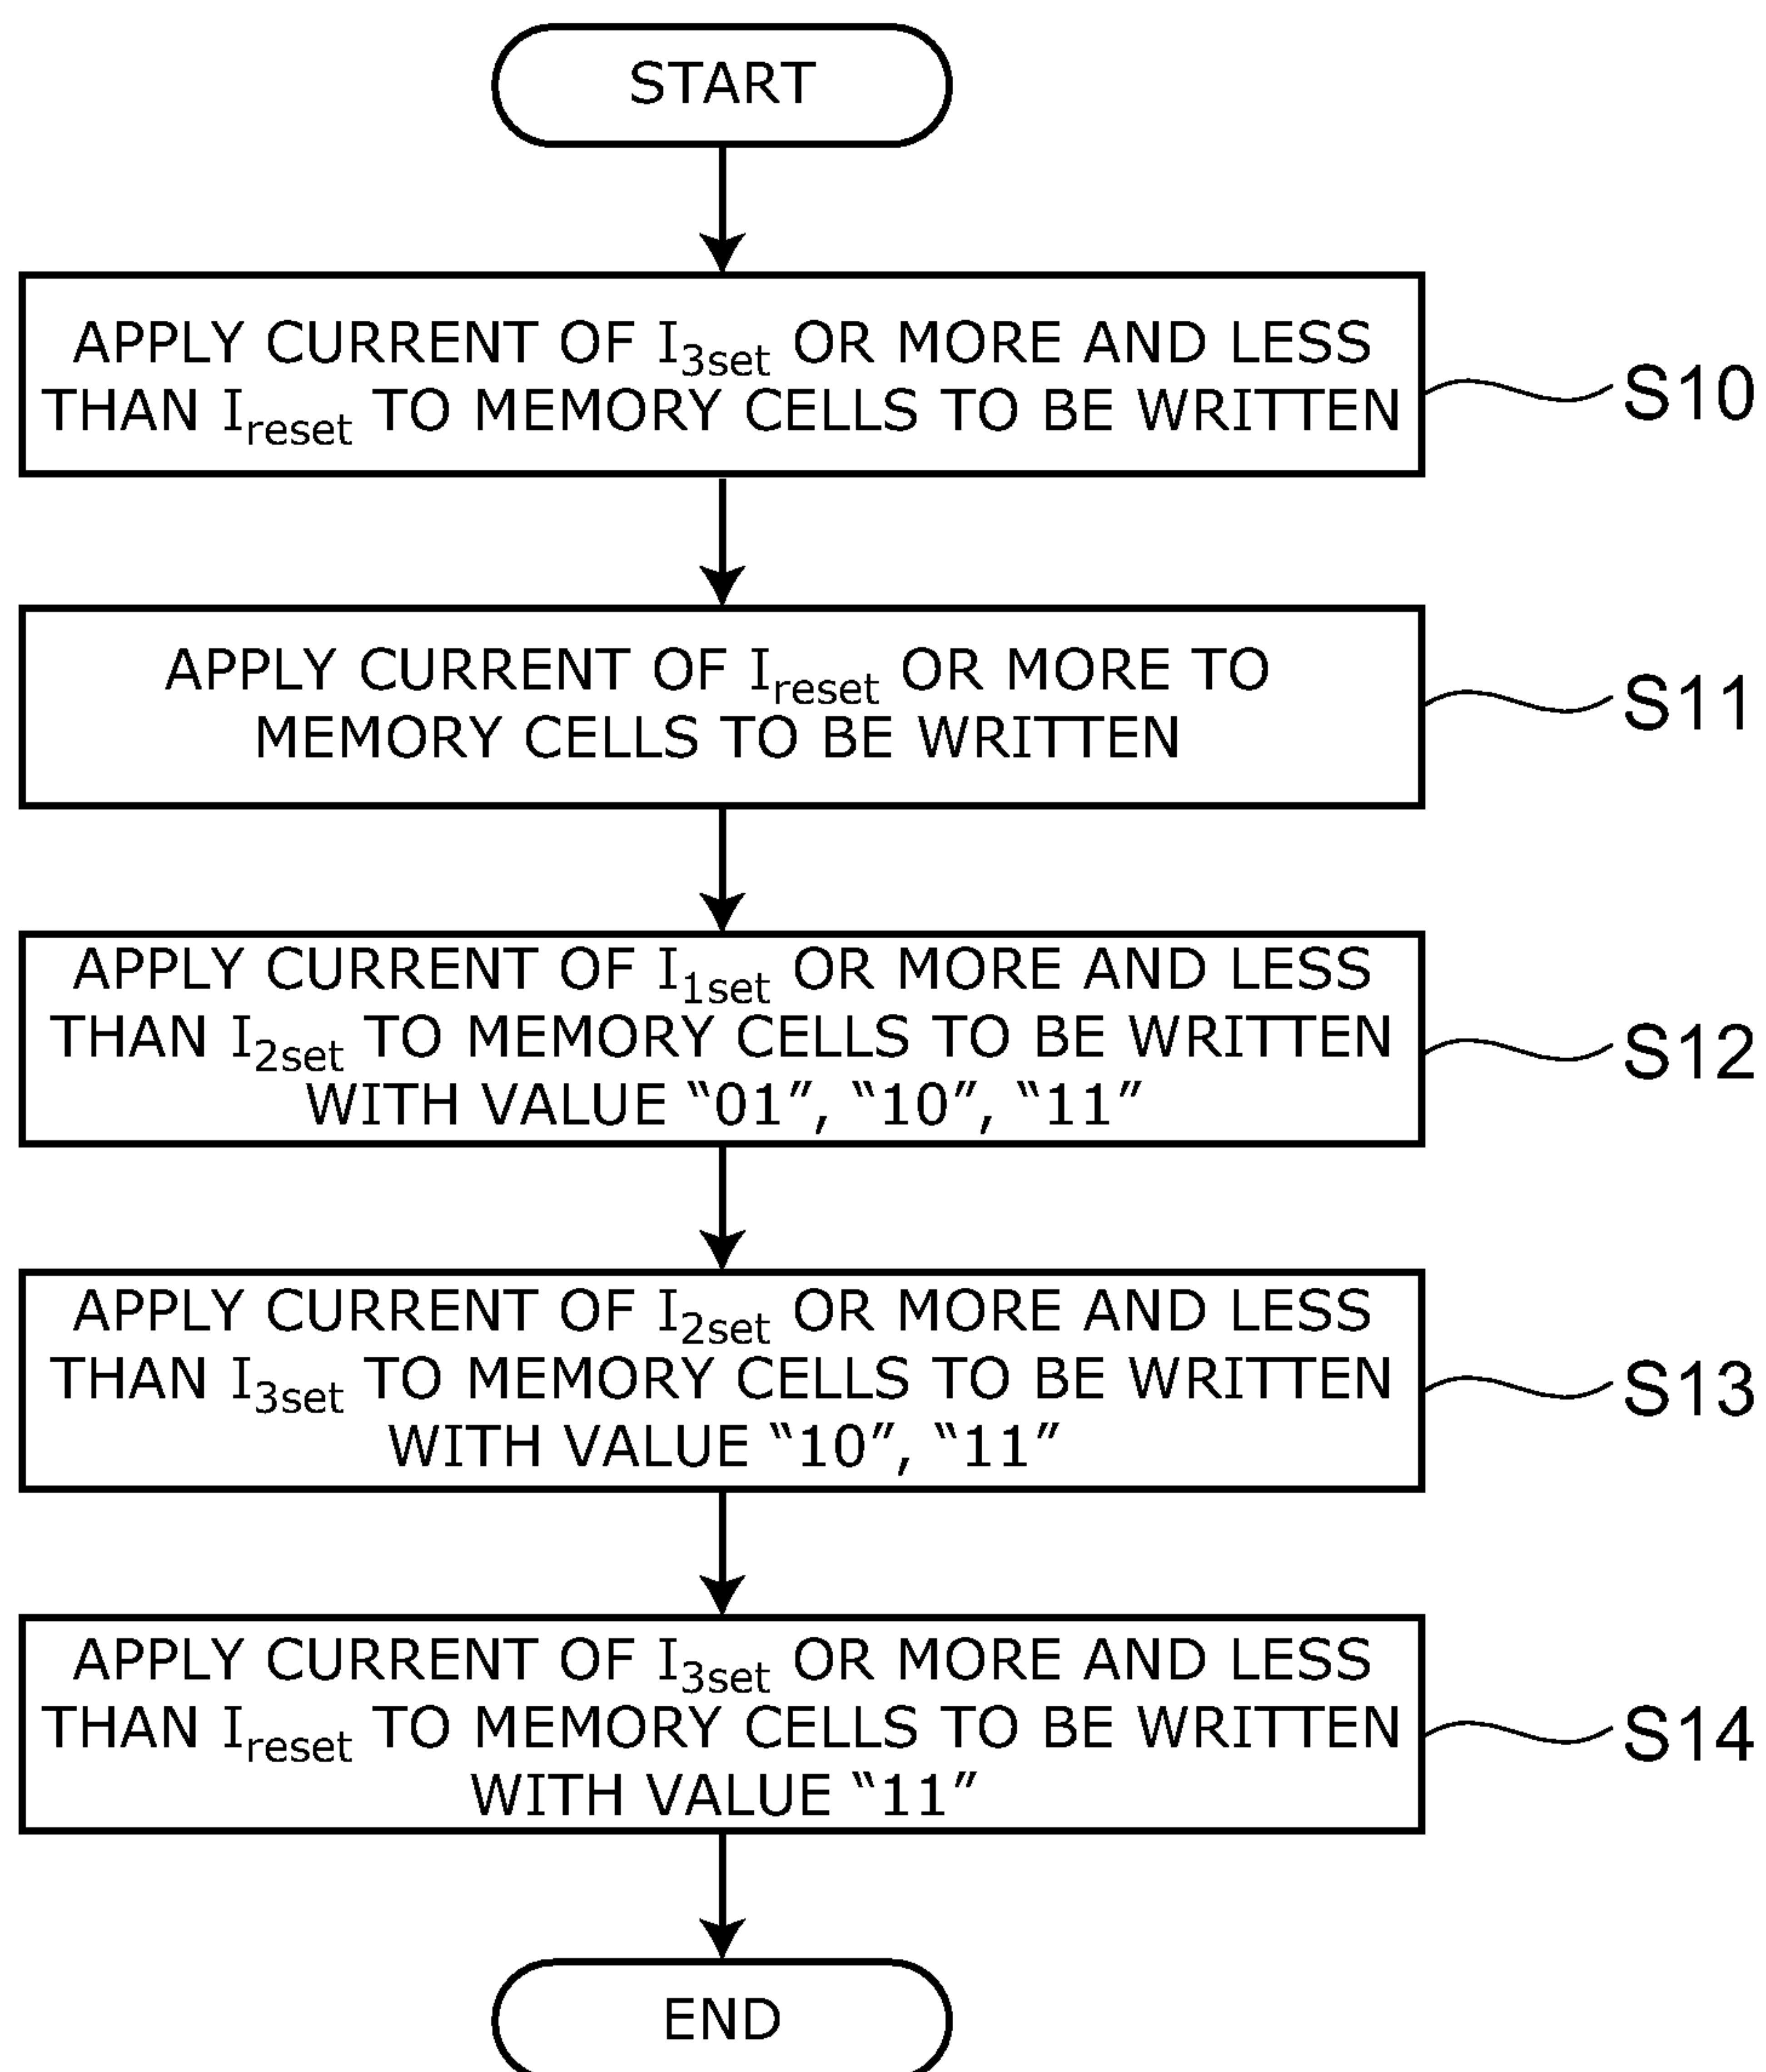 START
APPLY CURRENT OF I3set OR MORE AND LESS
THAN Ireset TO MEMORY CELLS TO BE WRITTEN
S10
APPLY CURRENT OF Ireset OR MORE TO
MEMORY CELLS TO BE WRITTEN
S11
APPLY CURRENT OF I1set OR MORE AND LESS
THAN I2set TO MEMORY CELLS TO BE WRITTEN
WITH VALUE “01”, “10”, “11”
S12
APPLY CURRENT OF I2set OR MORE AND LESS
THAN I3set TO MEMORY CELLS TO BE WRITTEN
WITH VALUE “10”, “11”
S13
APPLY CURRENT OF I3set OR MORE AND LESS
THAN Ireset TO MEMORY CELLS TO BE WRITTEN
WITH VALUE “11”
S14
END